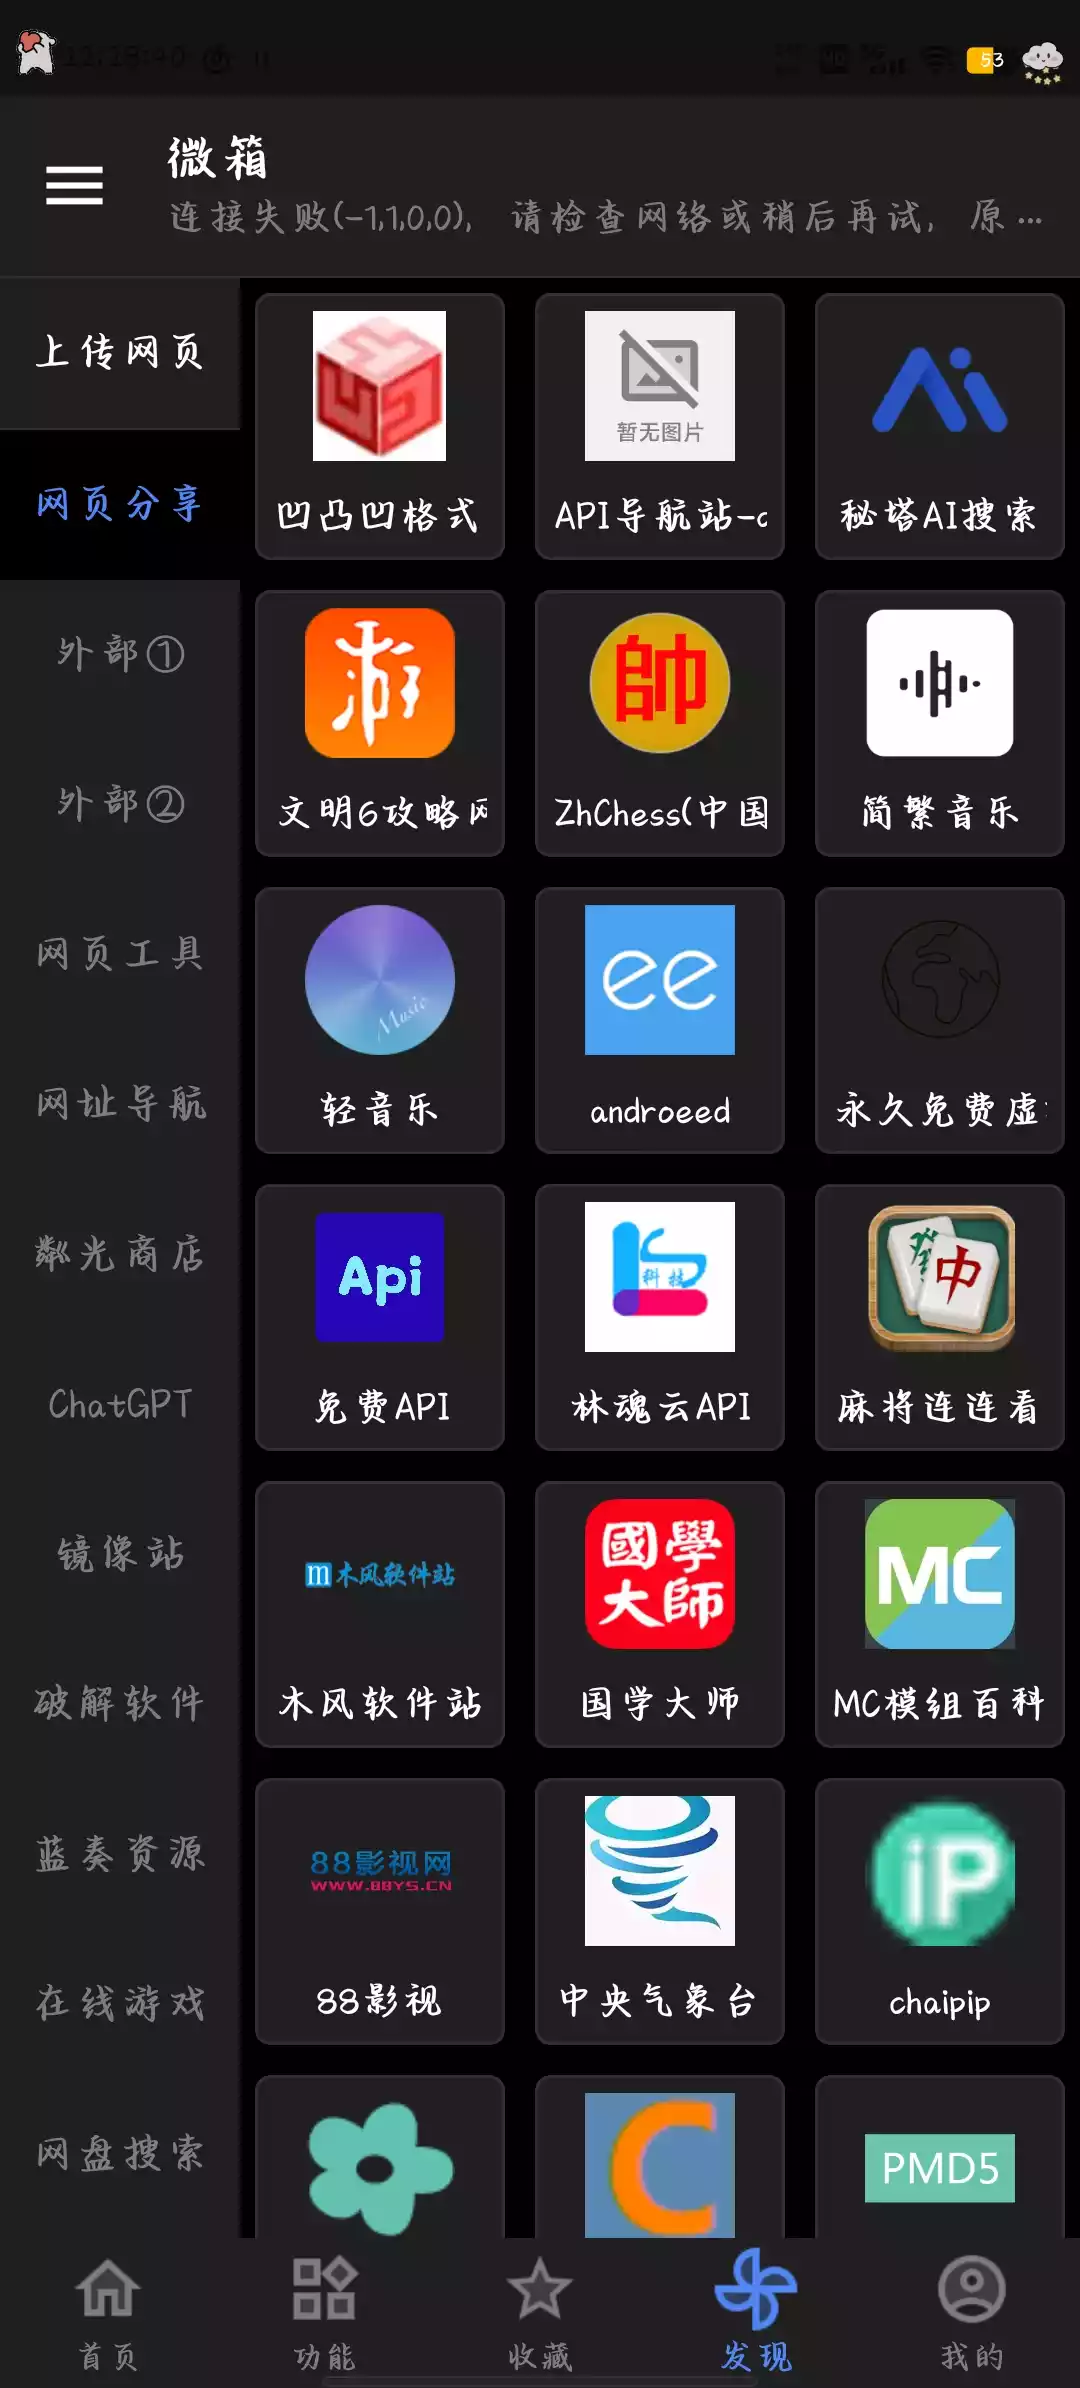 53
微箱
连接失败(-1,1,0,0),请检查网络或稍后再试,原…
上传网页
网页分享
外部①
外部②
网页工具
网址导航
粼光商店
ChatGPT
镜像站
破解软件
蓝奏资源
在线游戏
网盘搜索
暂无图片
凹凸凹格式
API导航站-
秘塔AI搜索
游
帥
文明6攻略
ZhChess(中国
简繁音乐
Music
ee
轻音乐
androeed
永久免费虚
Api
科技
發
中
免费API
林魂云API
麻将连连看
m木风软件站
國學
大師
MC
木风软件站
国学大师
MC模组百科
88影视网
WWW.88YS.CN
iP
88影视
中央气象台
chaipip
C
PMD5
首页
功能
收藏
发现
我的